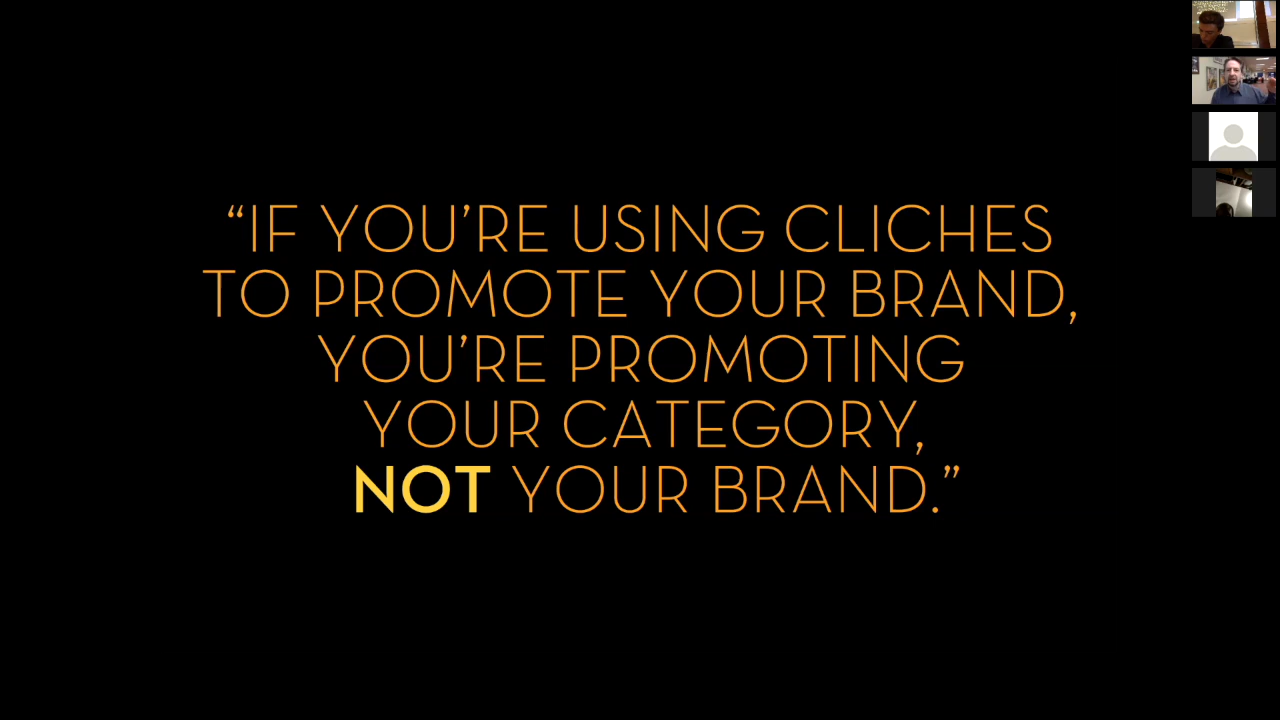 “IF YOU’RE USING CLICHES
TO PROMOTE YOUR BRAND,
YOU’RE PROMOTING
YOUR CATEGORY,
NOT YOUR BRAND.”